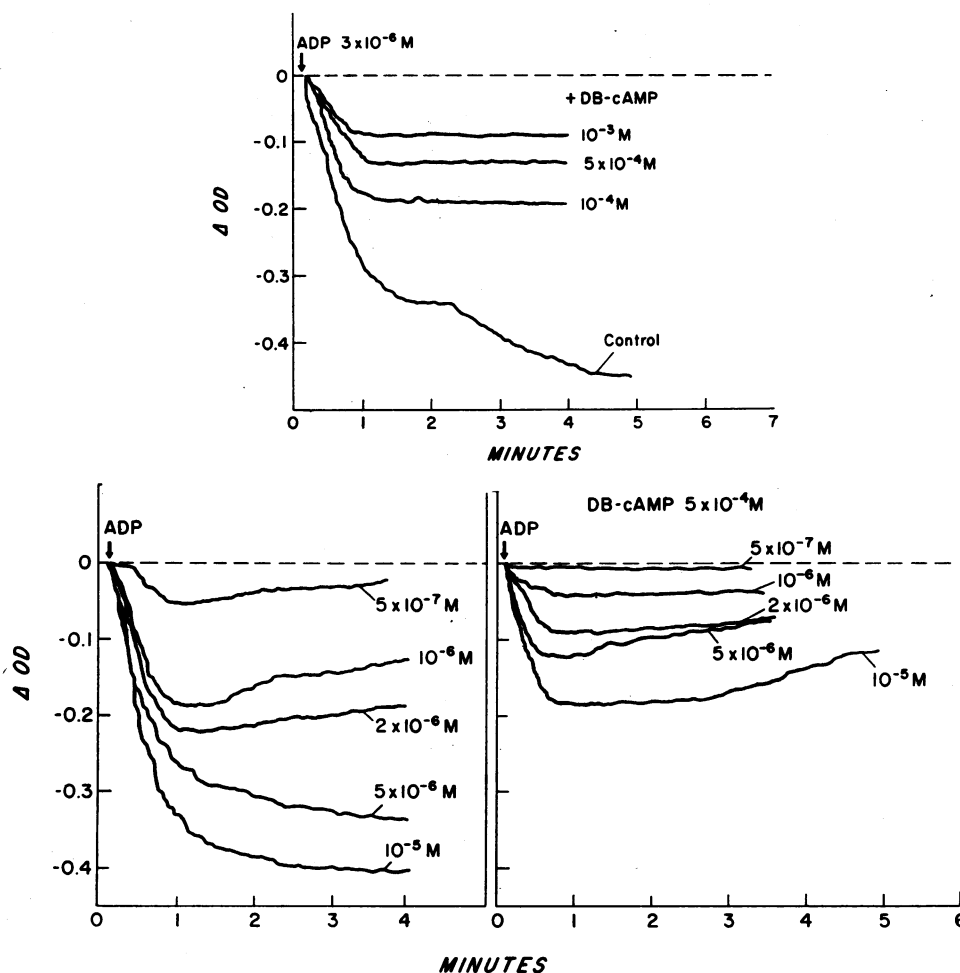 ADP 3x10⁻⁶M
0
+ DB-cAMP
10⁻³M
-0.1
5x10⁻⁴M
10⁻⁴M
-0.2
-0.3
-0.4
Control
Δ OD
0 1 2 3 4 5 6 7
MINUTES
ADP
0
5x10⁻⁷M
-0.1
10⁻⁶M
-0.2
2x10⁻⁶M
-0.3
5x10⁻⁶M
10⁻⁵M
-0.4
Δ OD
0 1 2 3 4
DB-cAMP 5x10⁻⁴M
ADP
5x10⁻⁷M
10⁻⁶M
2x10⁻⁶M
5x10⁻⁶M
10⁻⁵M
0 1 2 3 4 5 6
MINUTES